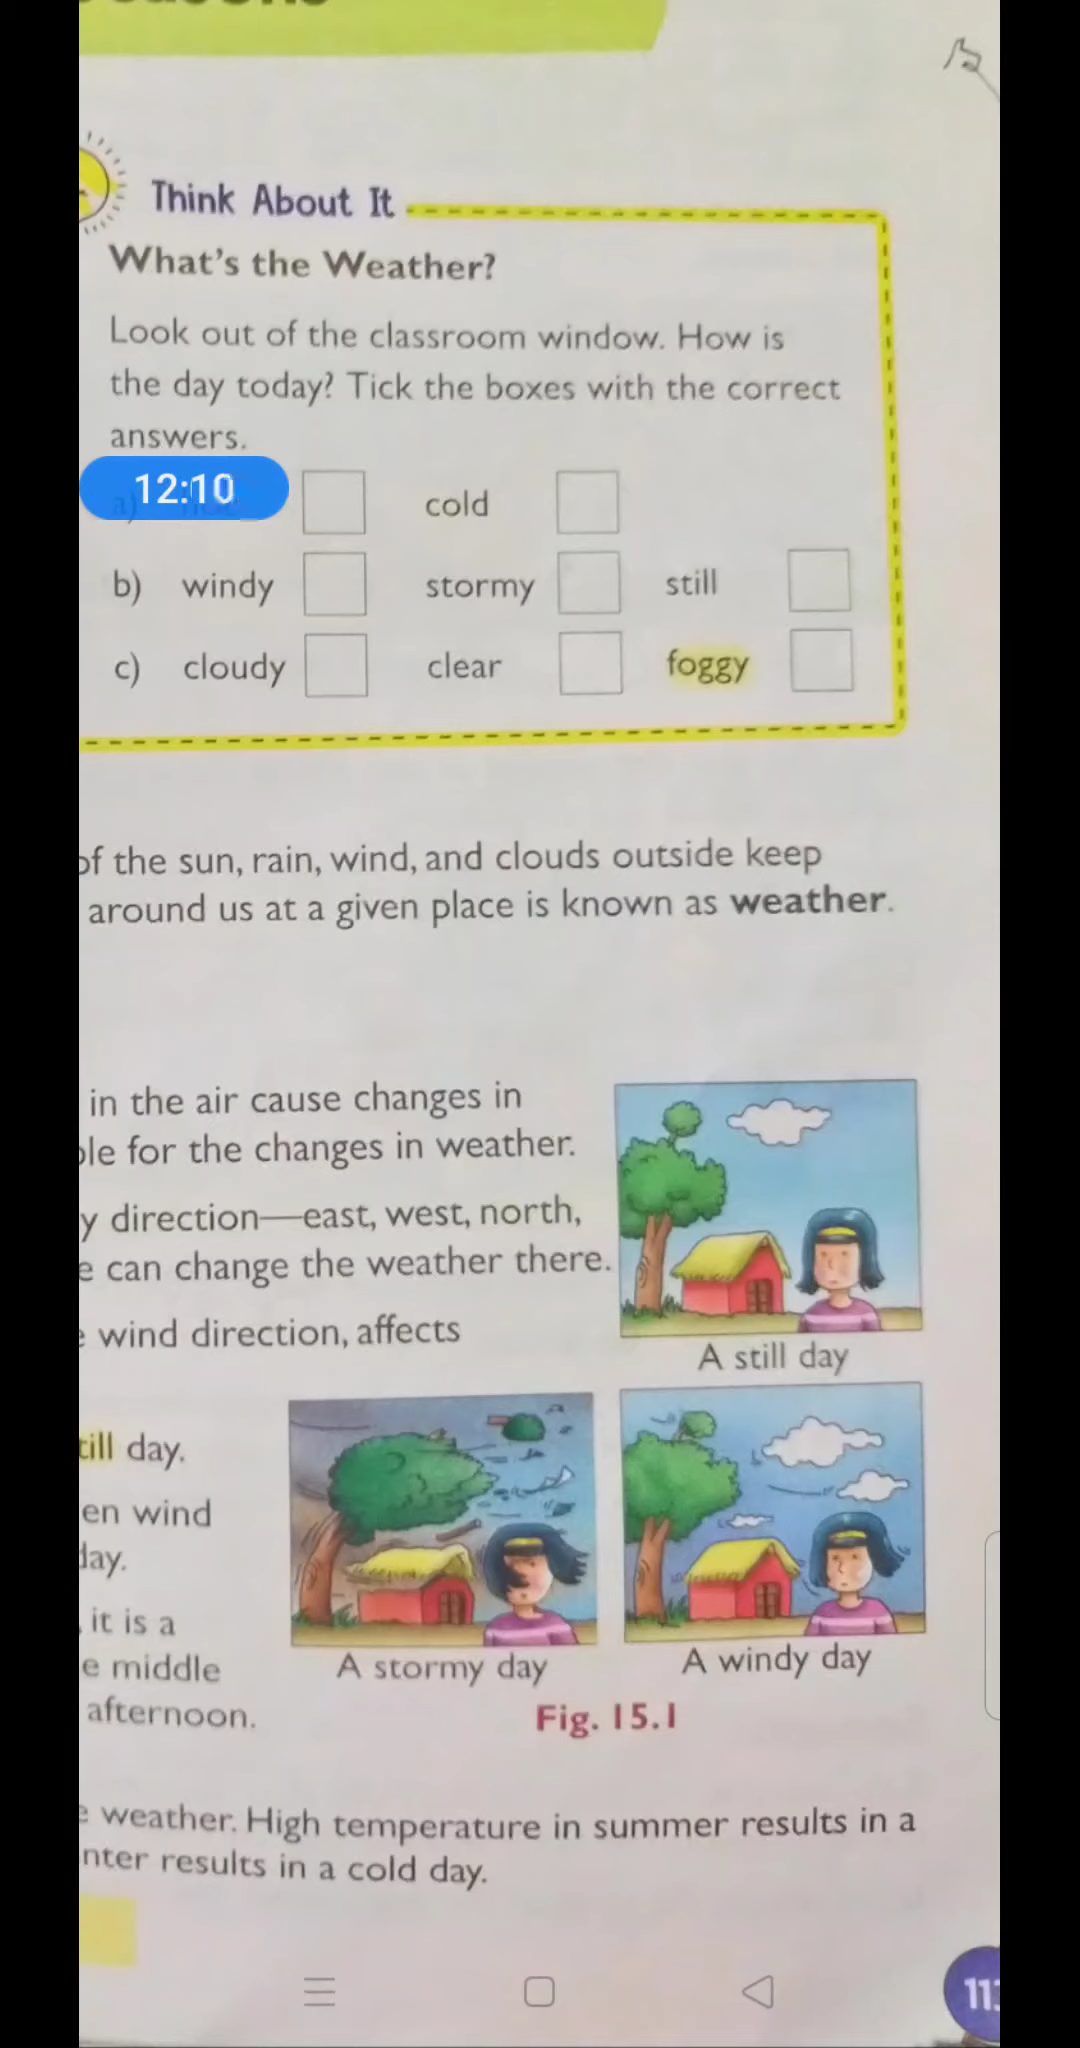 Think About It
What's the Weather?
Look out of the classroom window. How is
the day today? Tick the boxes with the correct
answers.
12:10
a) cold
b) windy stormy still
c) cloudy clear foggy
of the sun, rain, wind, and clouds outside keep
around us at a given place is known as weather.
in the air cause changes in
for the changes in weather.
y direction—east, west, north,
e can change the weather there.
wind direction, affects
A still day
till day.
en wind
day.
it is a
e middle
afternoon.
A stormy day
A windy day
Fig. 15.1
weather. High temperature in summer results in a
nter results in a cold day.